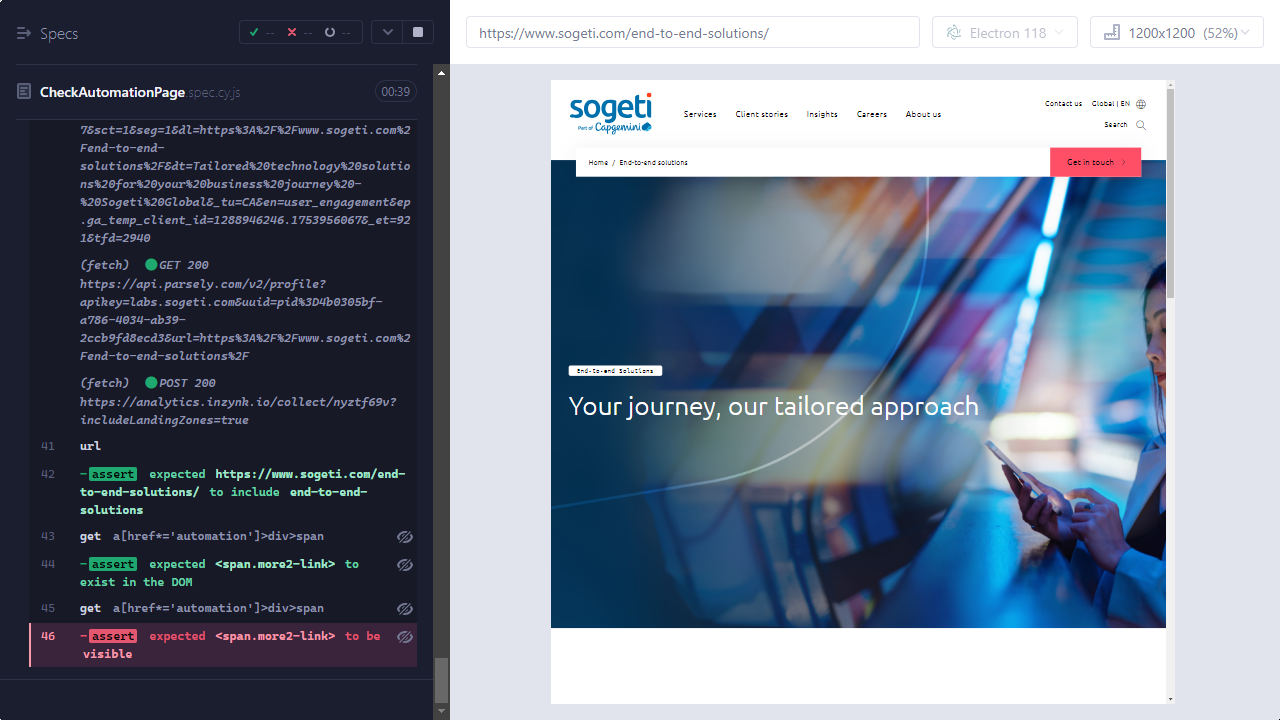 Specs
--
--
--
CheckAutomationPage.spec.cy.js
00:39
7&sct=1&seg=1&dl=https%3A%2F%2Fwww.sogeti.com%2
Fend-to-end-
solutions%2F&dt=Tailored%20technology%20solutio
ns%20for%20your%20business%20journey%20-
%20Sogeti%20Global&_tu=CA&en=user_engagement&ep
.ga_temp_client_id=1288946246.1753956067&_et=92
1&tfd=2940
(fetch) GET 200
https://api.parsely.com/v2/profile?
apikey=labs.sogeti.com&uuid=pid%3D4b0305bf-
a786-4034-ab39-
2ccb9fd8ecd3&url=https%3A%2F%2Fwww.sogeti.com%2
Fend-to-end-solutions%2F
(fetch) POST 200
https://analytics.inzynk.io/collect/nyztf69v?
includeLandingZones=true
41 url
42 -assert expected https://www.sogeti.com/end-
to-end-solutions/ to include end-to-end-
solutions
43 get a[href*='automation']>div>span
44 -assert expected <span.more2-link> to
exist in the DOM
45 get a[href*='automation']>div>span
46 -assert expected <span.more2-link> to be
visible
https://www.sogeti.com/end-to-end-solutions/
Electron 118
1200x1200 (52%)
sogeti
Part of Capgemini
Services
Client stories
Insights
Careers
About us
Contact us
Global | EN
Search
Home / End-to-end solutions
Get in touch
End-to-end Solutions
Your journey, our tailored approach